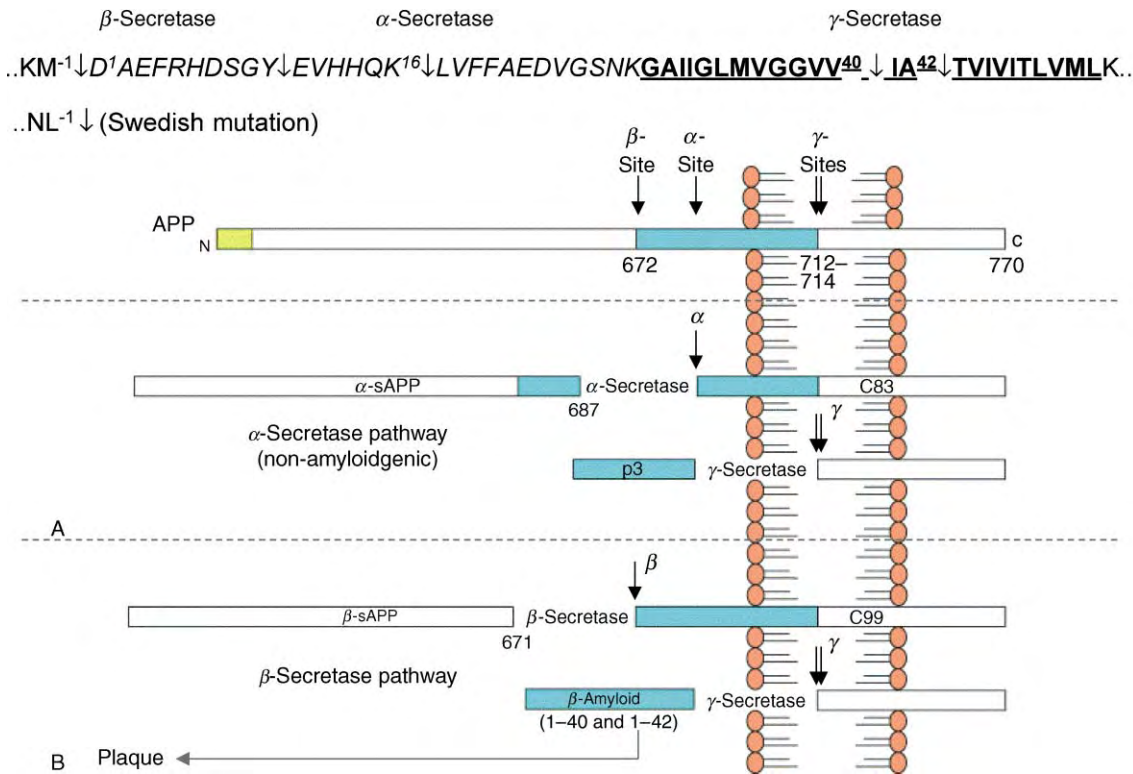 β-Secretase α-Secretase γ-Secretase
..KM⁻¹↓D¹AEFRHDSGY↓EVHHQK¹⁶↓LVFFAEDVGSNKGAIIGLMVGGVV⁴⁰ ↓ IA⁴²↓TVIVITLVMLK..
..NL⁻¹↓ (Swedish mutation)
β- α- γ-
Site Site Sites
APP
N C
672 712–
714 770
α
α-sAPP α-Secretase C83
687
γ
α-Secretase pathway
(non-amyloidgenic)
p3 γ-Secretase
A
β
β-sAPP β-Secretase C99
671
γ
β-Secretase pathway
β-Amyloid γ-Secretase
(1–40 and 1–42)
B Plaque